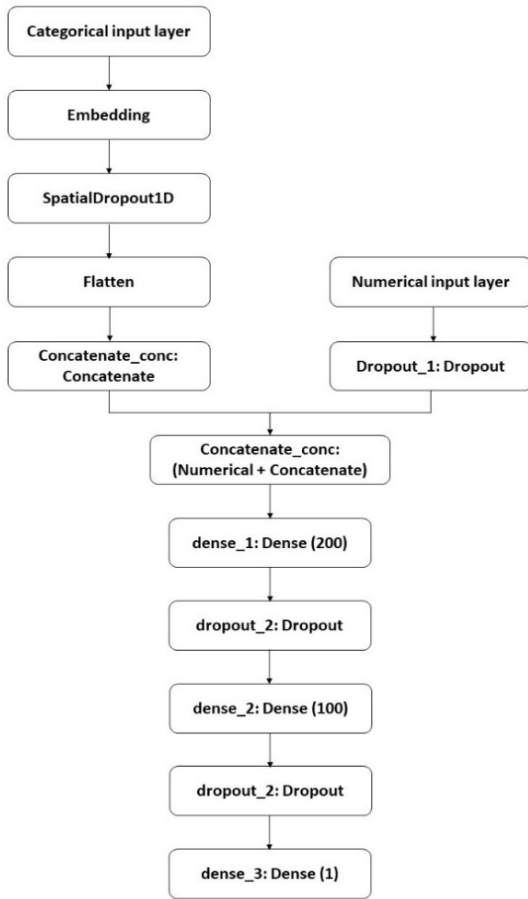 Categorical input layer
Embedding
SpatialDropout1D
Flatten
Numerical input layer
Concatenate_conc:
Concatenate
Dropout_1: Dropout
Concatenate_conc:
(Numerical + Concatenate)
dense_1: Dense (200)
dropout_2: Dropout
dense_2: Dense (100)
dropout_2: Dropout
dense_3: Dense (1)